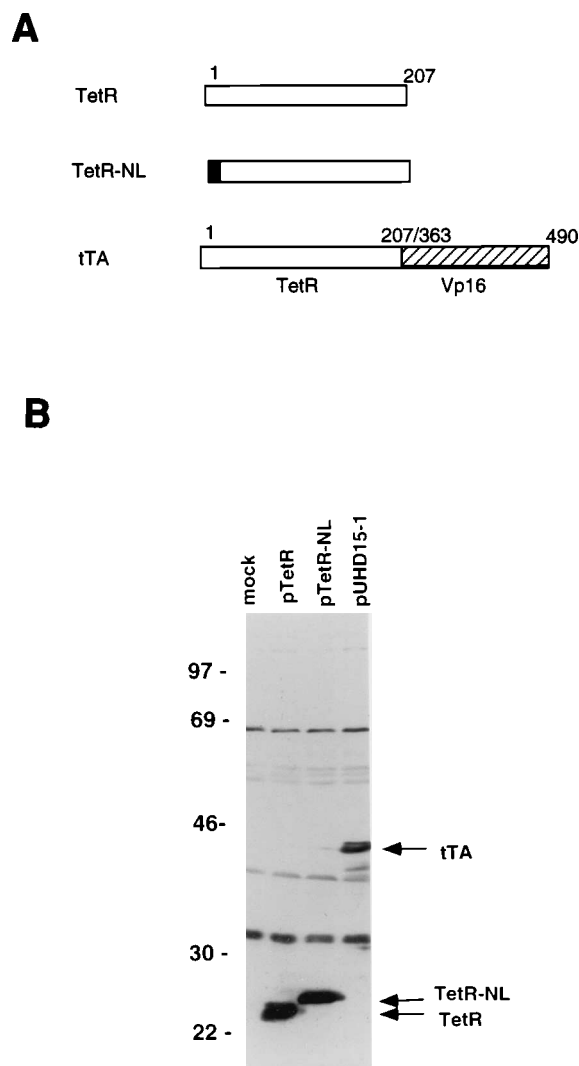 A
1 207
TetR
TetR-NL
1 207/363 490
tTA
TetR Vp16
B
mock
pTetR
pTetR-NL
pUHD15-1
97 -
69 -
46-
tTA
30 -
TetR-NL
TetR
22 -